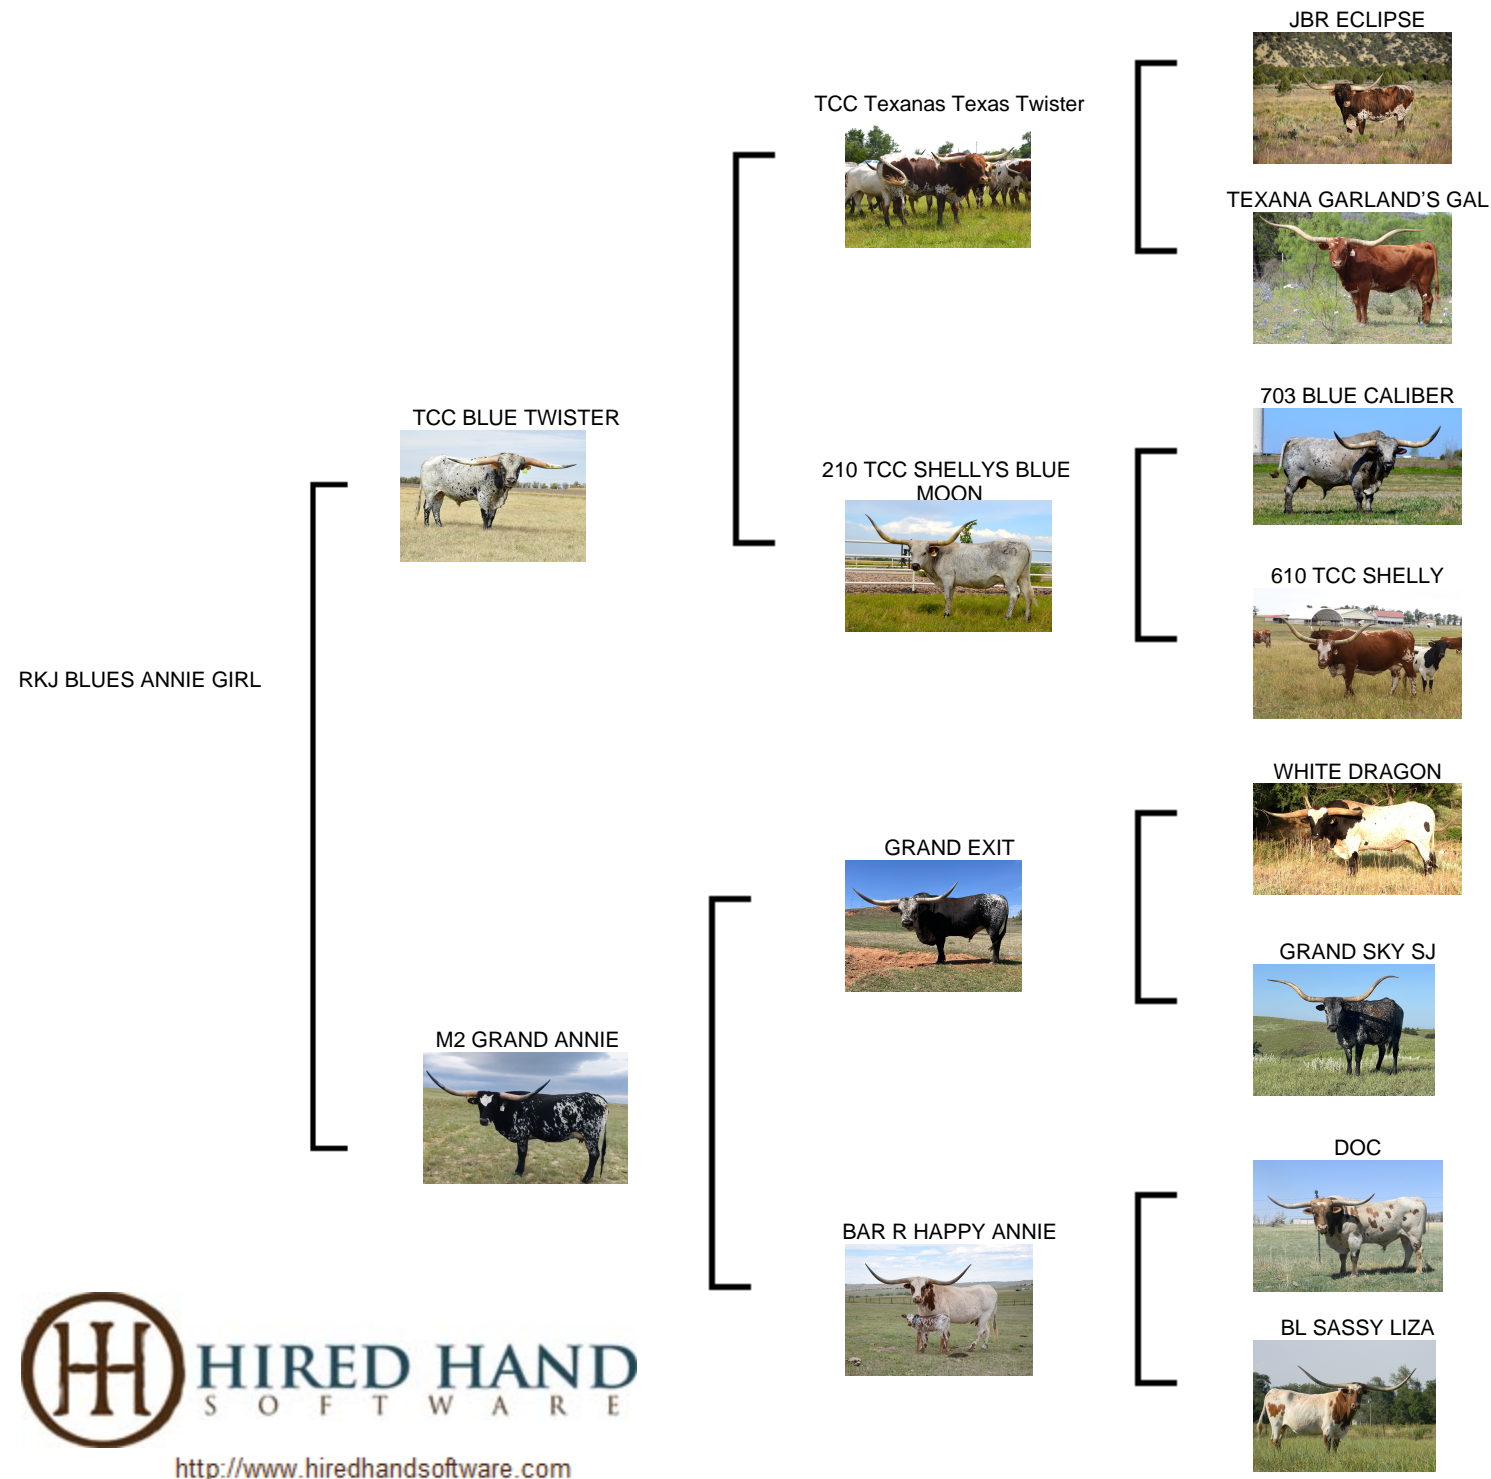 JBR ECLIPSE
TCC Texanas Texas Twister
TEXANA GARLAND'S GAL
703 BLUE CALIBER
TCC BLUE TWISTER
210 TCC SHELLYS BLUE
MOON
610 TCC SHELLY
RKJ BLUES ANNIE GIRL
WHITE DRAGON
GRAND EXIT
GRAND SKY SJ
M2 GRAND ANNIE
DOC
BAR R HAPPY ANNIE
BL SASSY LIZA
HIRED HAND
SOFTWARE
http://www.hiredhandsoftware.com